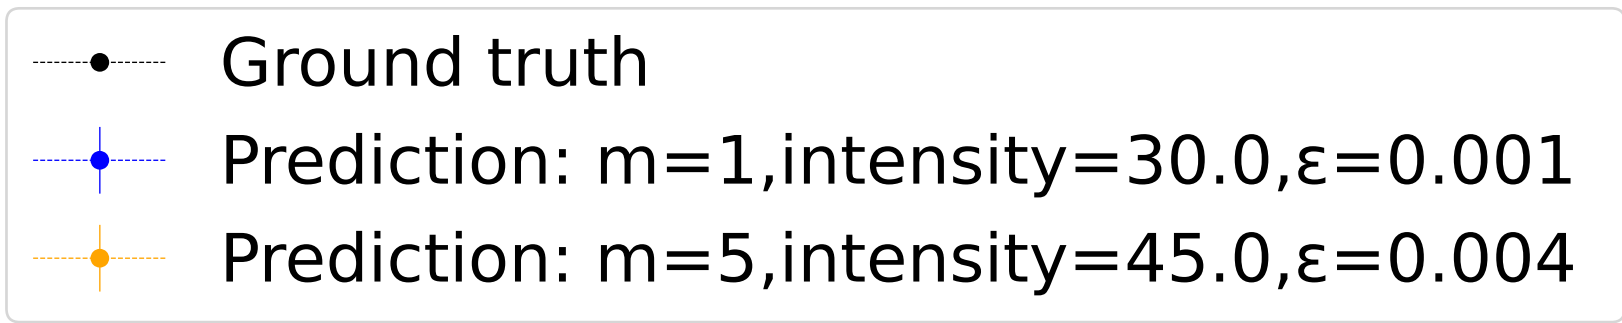 Ground truth
Prediction: m=1,intensity=30.0,ε=0.001
Prediction: m=5,intensity=45.0,ε=0.004